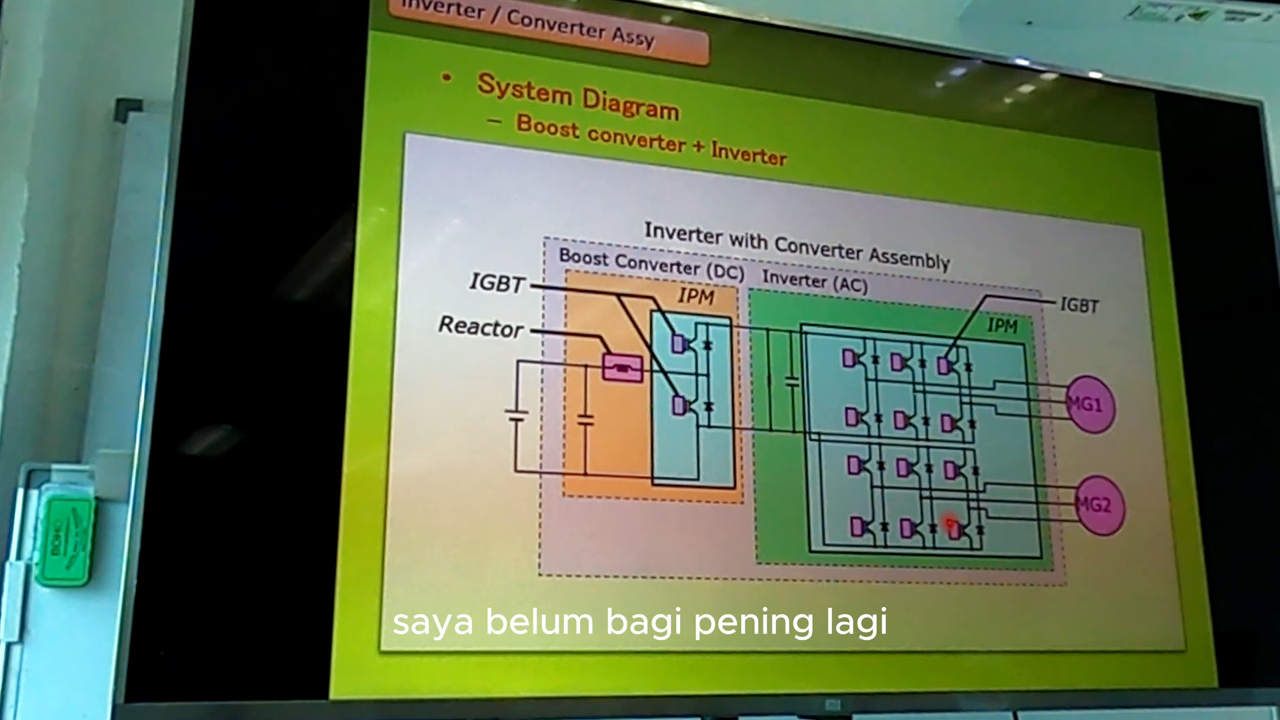 Inverter / Converter Assy
• System Diagram
– Boost converter + Inverter
Inverter with Converter Assembly
Boost Converter (DC)
Inverter (AC)
IGBT
IPM
IGBT
IPM
Reactor
MG1
MG2
saya belum bagi pening lagi